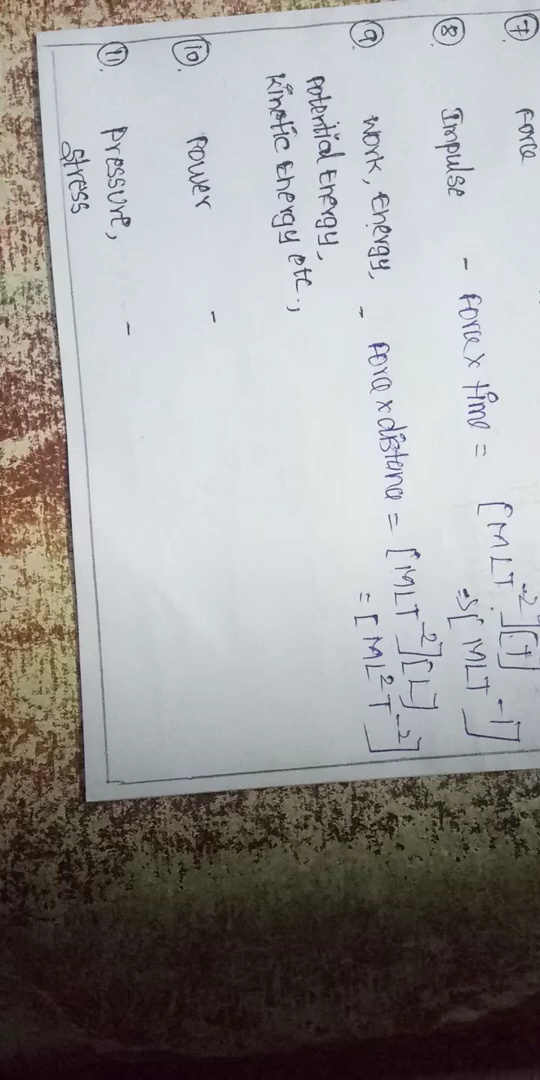 ⑦. Force
⑧. Impulse - Force x time = [MLT⁻²][T]
⇒ [MLT⁻¹]
⑨. Work, Energy, - Force x distance = [MLT⁻²][L]
Potential Energy, = [ML²T⁻²]
Kinetic Energy etc.,
⑩. Power -
⑪. Pressure, -
Stress